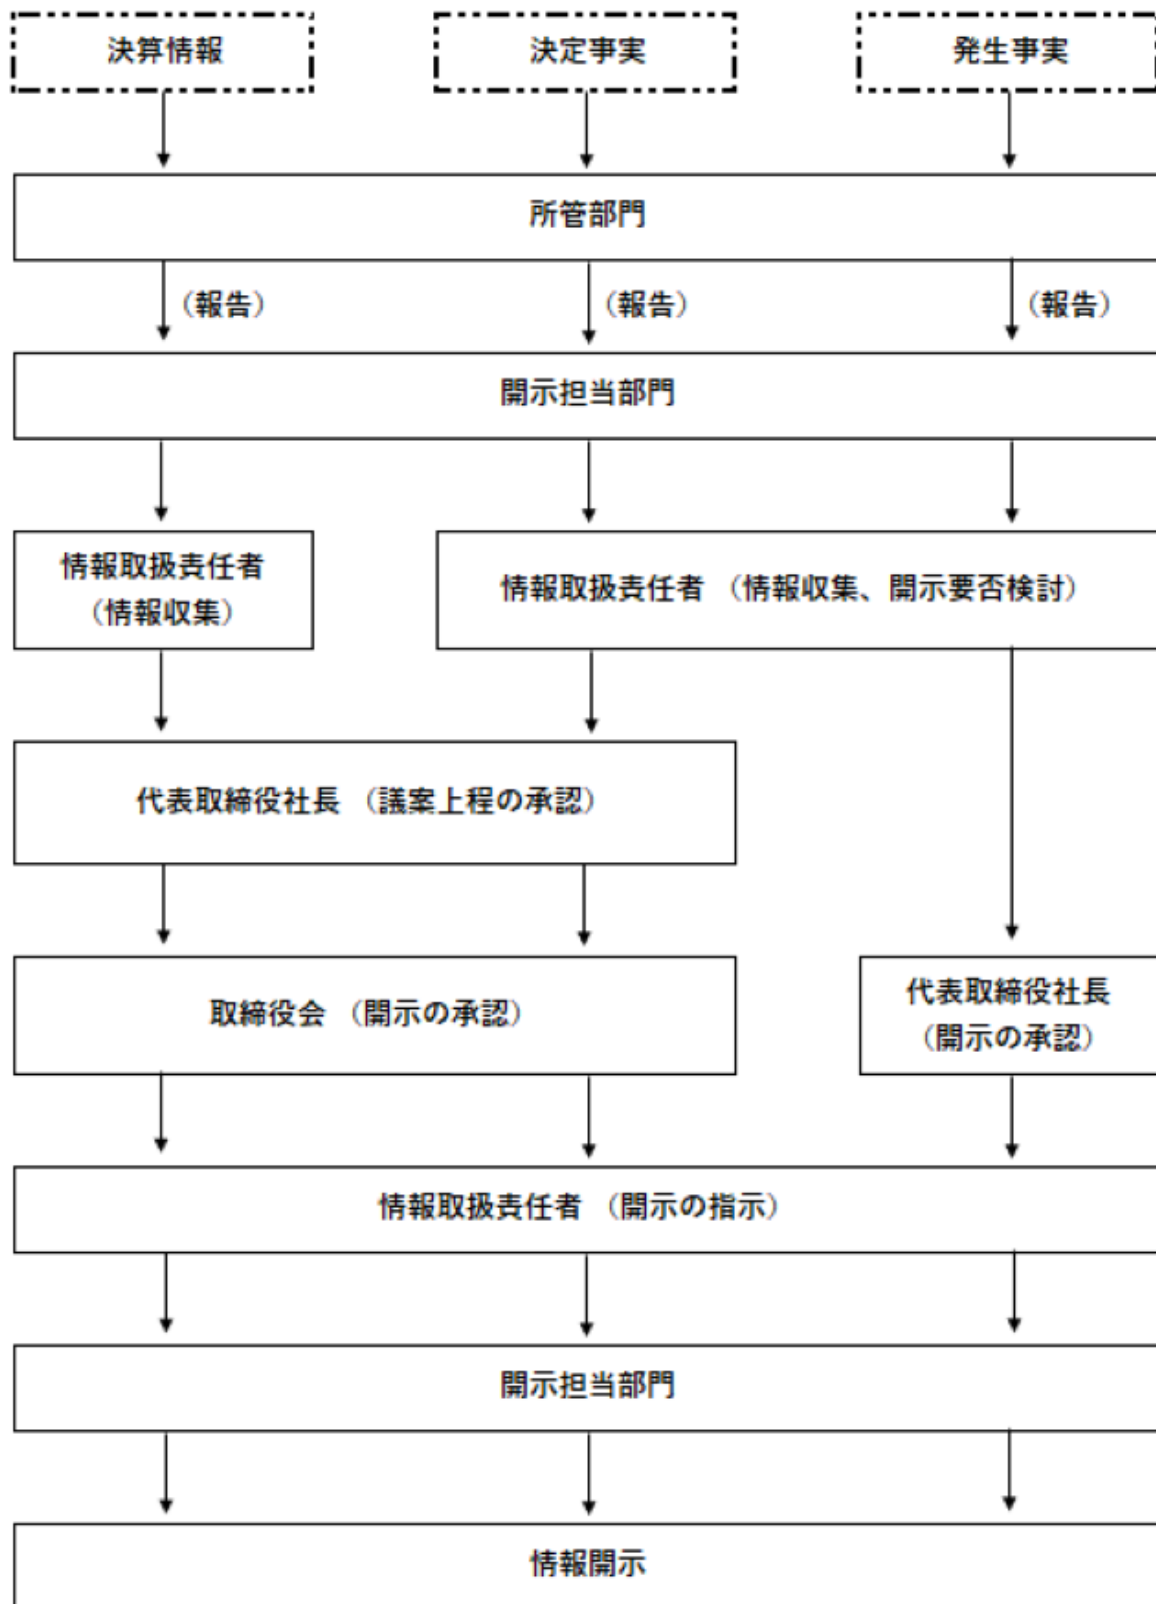 決算情報
決定事実
発生事実
所管部門
（報告）
（報告）
（報告）
開示担当部門
情報取扱責任者
（情報収集）
情報取扱責任者 （情報収集、開示要否検討）
代表取締役社長 （議案上程の承認）
取締役会 （開示の承認）
代表取締役社長
（開示の承認）
情報取扱責任者 （開示の指示）
開示担当部門
情報開示